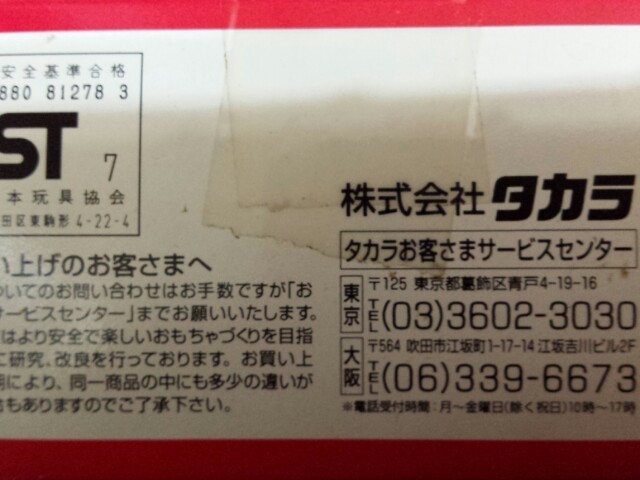 安全基準合格
880 81278 3
ST 7
本玩具協会
田区東駒形4-22-4
い上げのお客さまへ
ついてのお問い合わせはお手数ですが「お
サービスセンター」までお願いいたします。
はより安全で楽しいおもちゃづくりを目指
に研究、改良を行っております。お買い上
期により、同一商品の中にも多少の違いが
もありますのでご了承下さい。
株式会社タカラ
タカラお客さまサービスセンター
東京 〒125 東京都葛飾区青戸4-19-16
TEL (03)3602-3030
大阪 〒564 吹田市江坂町1-17-14 江坂吉川ビル2F
TEL (06)339-6673
※電話受付時間:月〜金曜日(除く祝日)10時〜17時